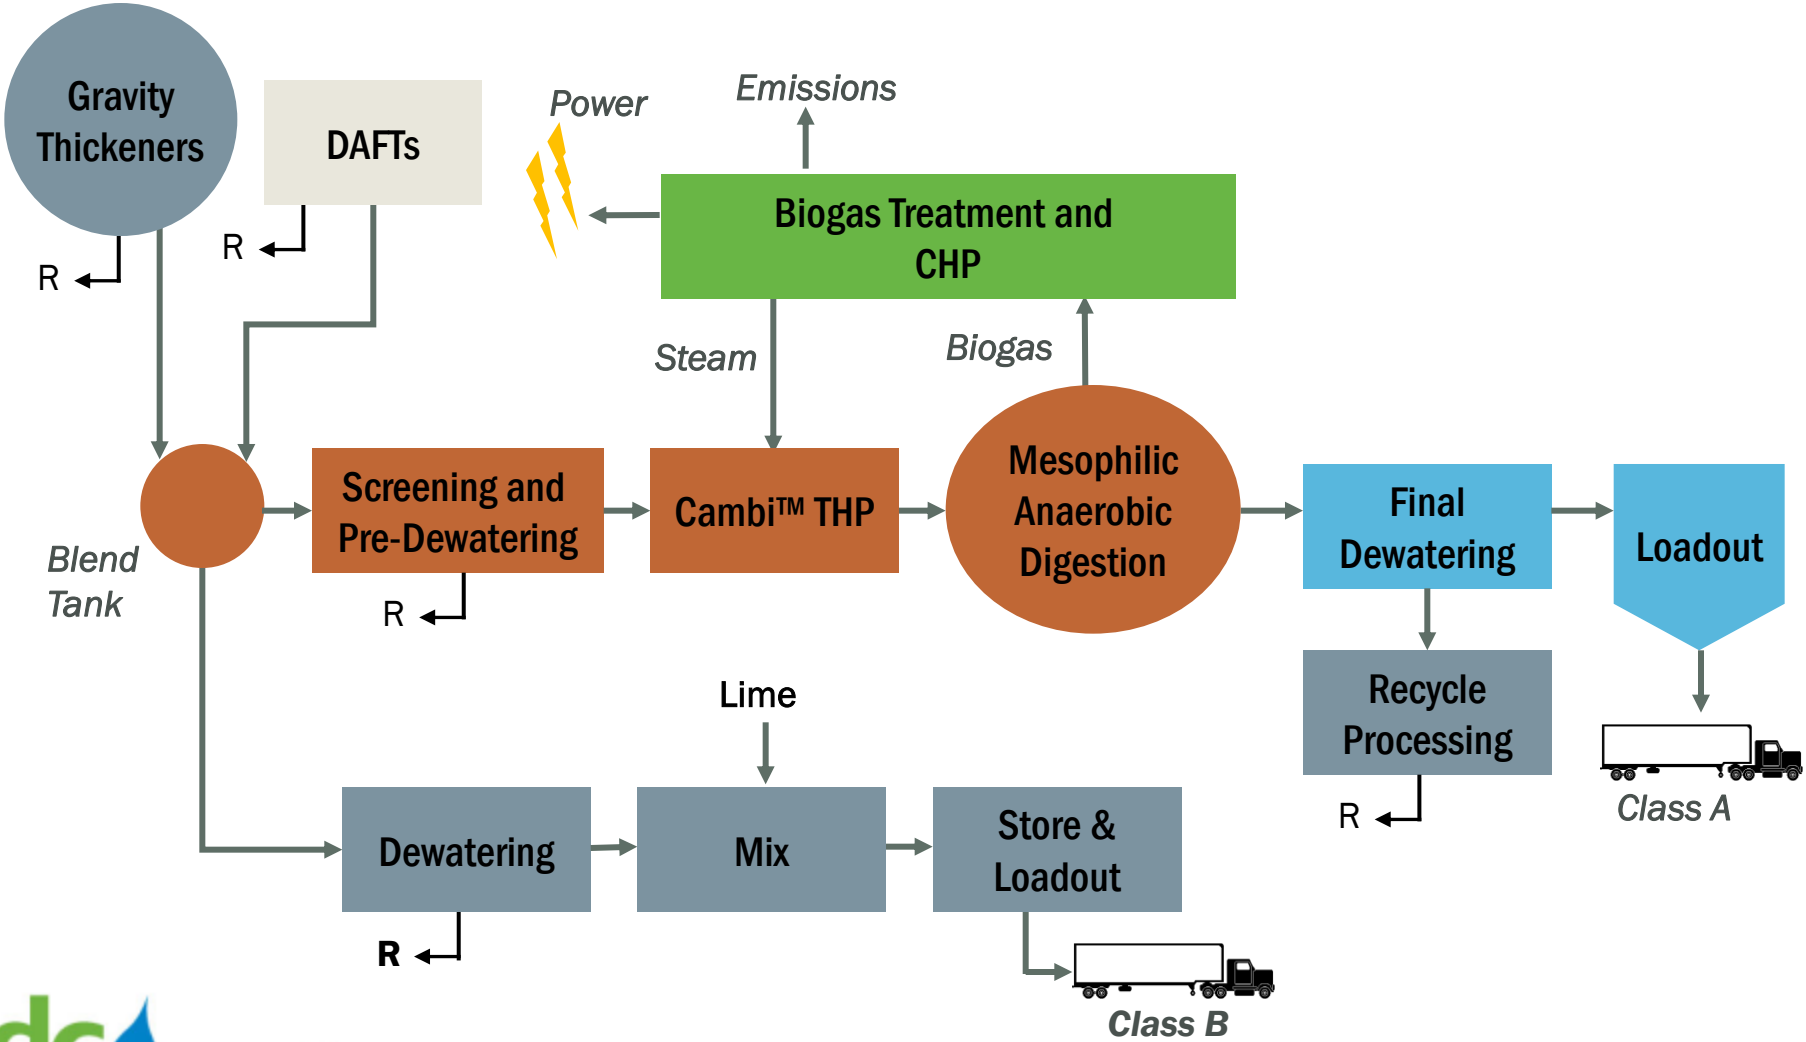 Gravity
Thickeners
DAFTs
Power
Emissions
Biogas Treatment and
CHP
R
R
Steam
Biogas
Blend
Tank
Screening and
Pre-Dewatering
Cambi™ THP
Mesophilic
Anaerobic
Digestion
Final
Dewatering
Loadout
R
Recycle
Processing
R
Class A
Lime
Dewatering
Mix
Store &
Loadout
R
Class B
dc